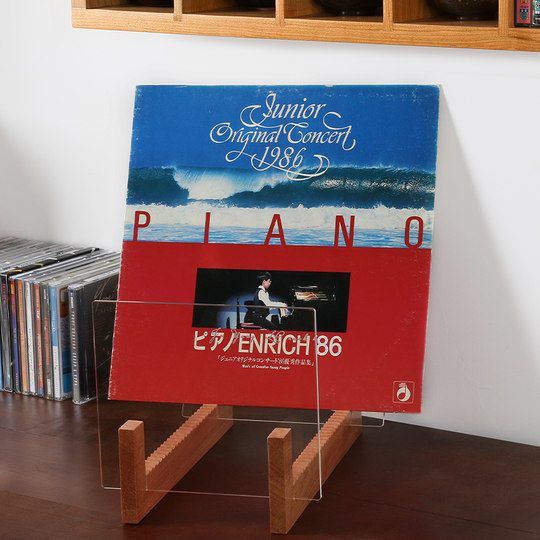 Junior
Original Concert
1986
PIANO
ピアノENRICH '86
「ジュニアオリジナルコンサート'86優秀作品集」
Music of Creative Young People